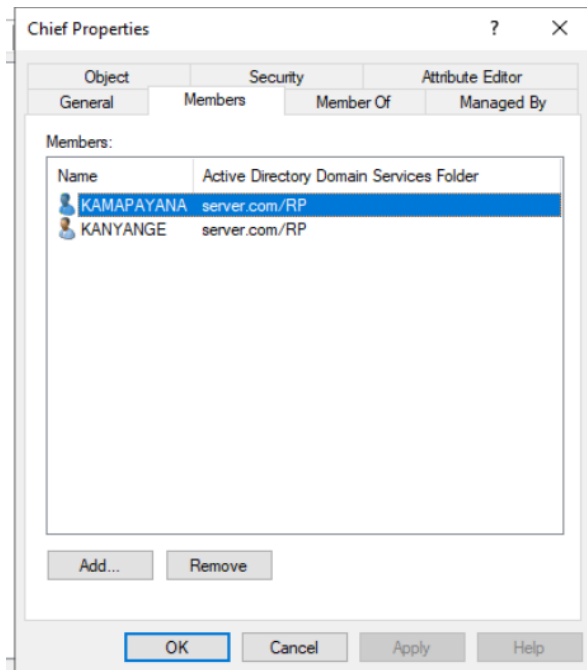 Chief Properties ? ×
Object Security Attribute Editor
General Members Member Of Managed By
Members:
Name Active Directory Domain Services Folder
KAMAPAYANA server.com/RP
KANYANGE server.com/RP
Add... Remove
OK Cancel Apply Help